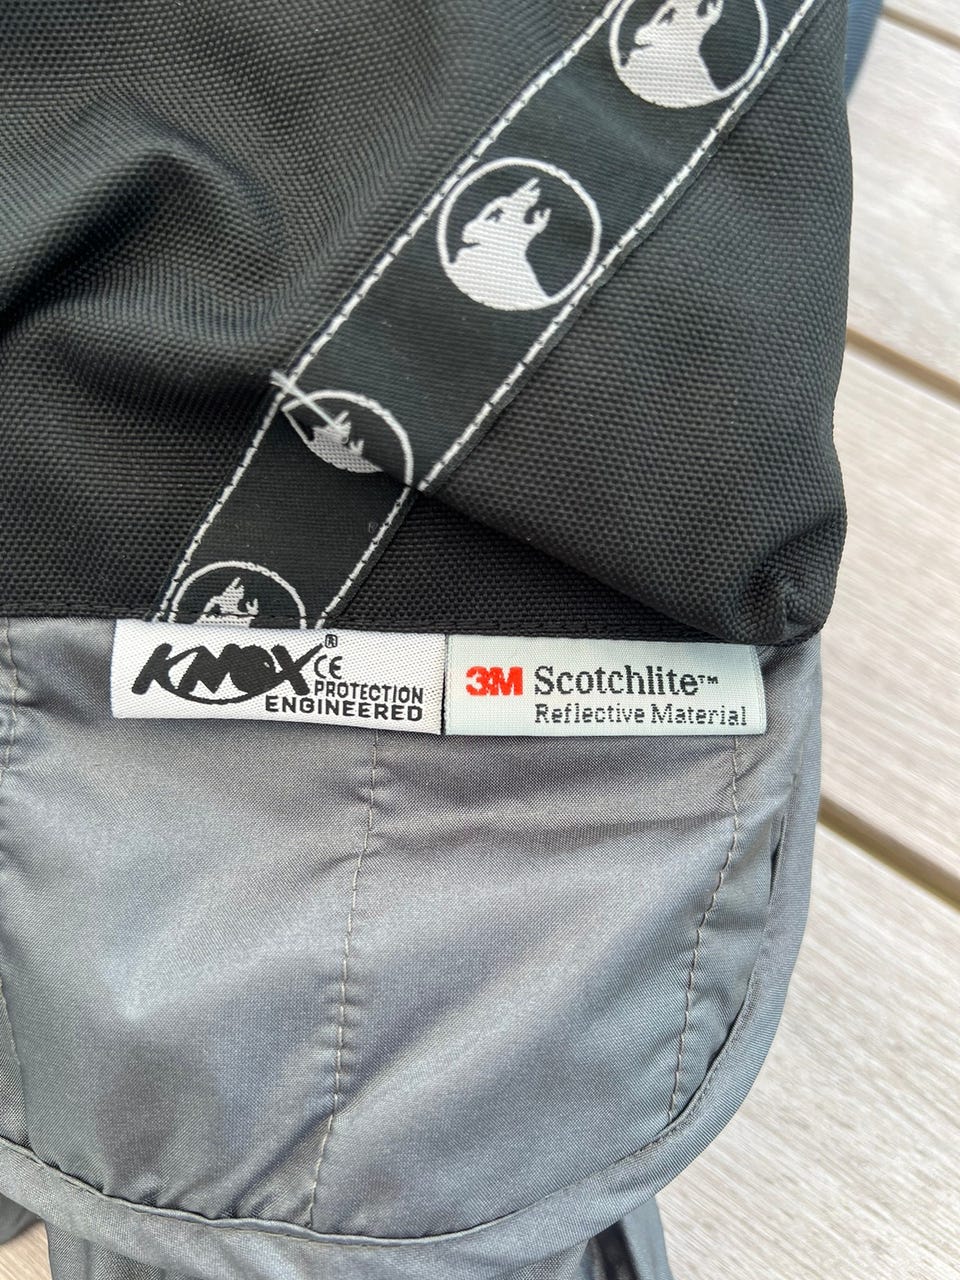 KNOX®
CE
PROTECTION
ENGINEERED
3M Scotchlite™
Reflective Material